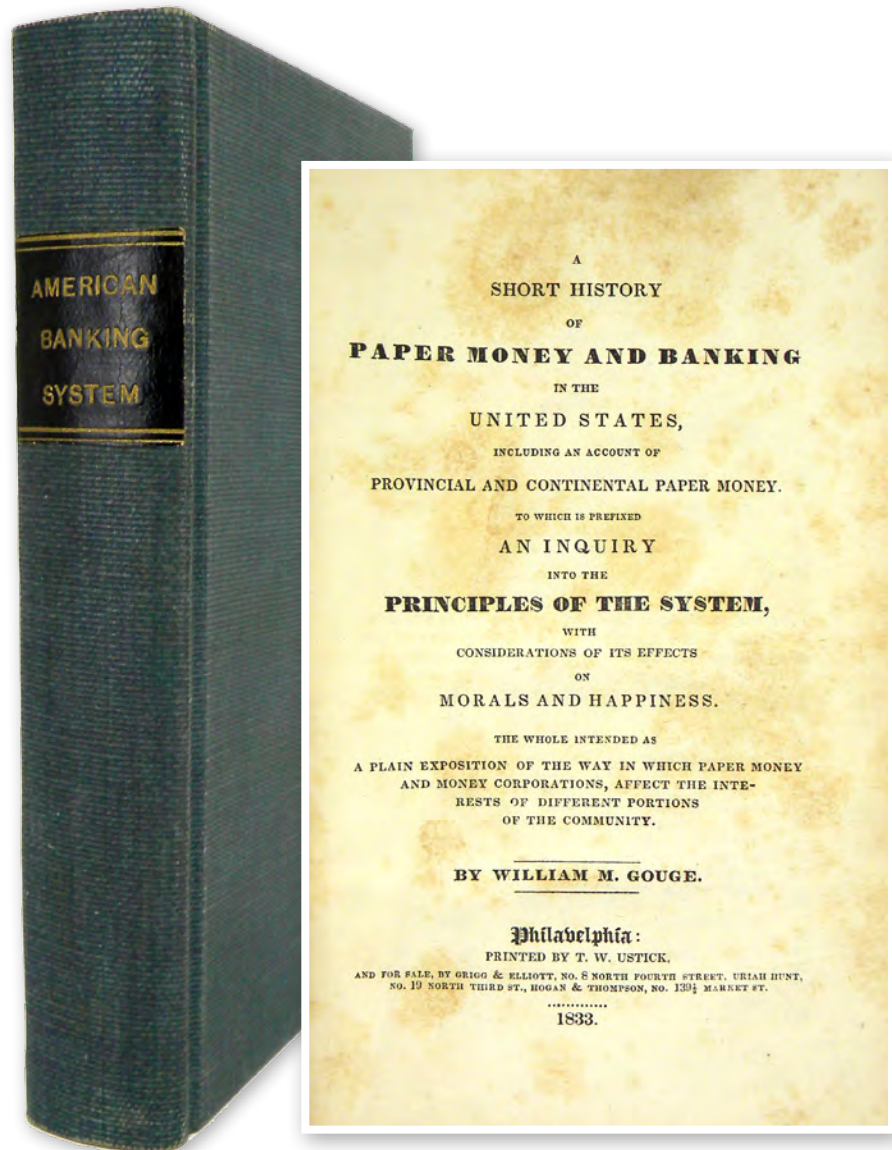 AMERICAN
BANKING
SYSTEM
A
SHORT HISTORY
OF
PAPER MONEY AND BANKING
IN THE
UNITED STATES,
INCLUDING AN ACCOUNT OF
PROVINCIAL AND CONTINENTAL PAPER MONEY.
TO WHICH IS PREFIXED
AN INQUIRY
INTO THE
PRINCIPLES OF THE SYSTEM,
WITH
CONSIDERATIONS OF ITS EFFECTS
ON
MORALS AND HAPPINESS.
THE WHOLE INTENDED AS
A PLAIN EXPOSITION OF THE WAY IN WHICH PAPER MONEY
AND MONEY CORPORATIONS, AFFECT THE INTE-
RESTS OF DIFFERENT PORTIONS
OF THE COMMUNITY.
BY WILLIAM M. GOUGE.
Philadelphia:
PRINTED BY T. W. USTICK,
AND FOR SALE, BY GRIGG & ELLIOTT, NO. 8 NORTH FOURTH STREET, URIAH HUNT,
NO. 19 NORTH THIRD ST., HOGAN & THOMPSON, NO. 139½ MARKET ST.
1833.